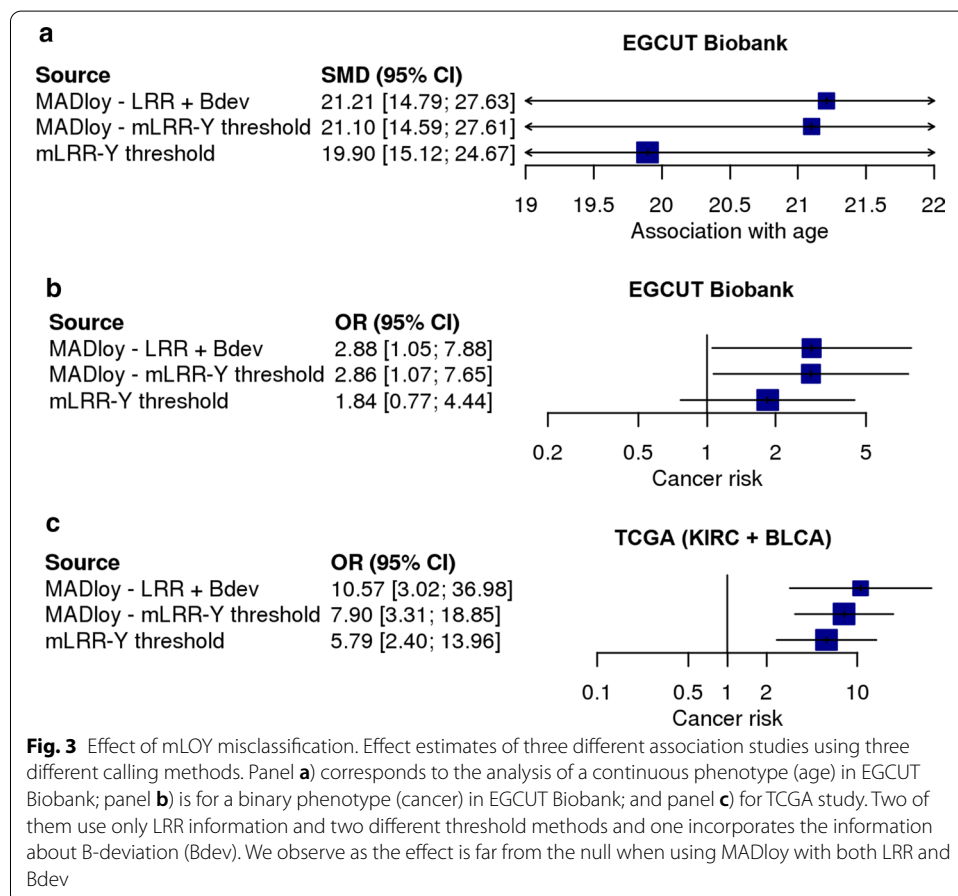 a
EGCUT Biobank
Source SMD (95% CI)
MADloy - LRR + Bdev 21.21 [14.79; 27.63]
MADloy - mLRR-Y threshold 21.10 [14.59; 27.61]
mLRR-Y threshold 19.90 [15.12; 24.67]
19 19.5 20 20.5 21 21.5 22
Association with age
b
EGCUT Biobank
Source OR (95% CI)
MADloy - LRR + Bdev 2.88 [1.05; 7.88]
MADloy - mLRR-Y threshold 2.86 [1.07; 7.65]
mLRR-Y threshold 1.84 [0.77; 4.44]
0.2 0.5 1 2 5
Cancer risk
c
TCGA (KIRC + BLCA)
Source OR (95% CI)
MADloy - LRR + Bdev 10.57 [3.02; 36.98]
MADloy - mLRR-Y threshold 7.90 [3.31; 18.85]
mLRR-Y threshold 5.79 [2.40; 13.96]
0.1 0.5 1 2 10
Cancer risk
Fig. 3 Effect of mLOY misclassification. Effect estimates of three different association studies using three
different calling methods. Panel a) corresponds to the analysis of a continuous phenotype (age) in EGCUT
Biobank; panel b) is for a binary phenotype (cancer) in EGCUT Biobank; and panel c) for TCGA study. Two of
them use only LRR information and two different threshold methods and one incorporates the information
about B-deviation (Bdev). We observe as the effect is far from the null when using MADloy with both LRR and
Bdev